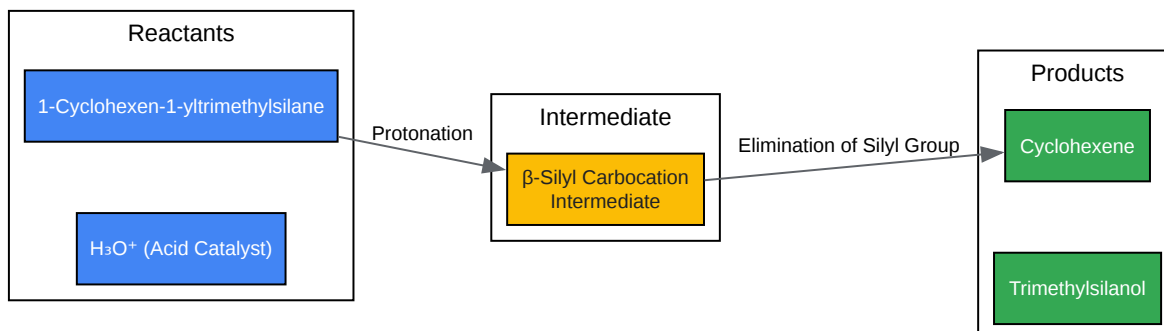 Reactants
1-Cyclohexen-1-yltrimethylsilane
H₃O⁺ (Acid Catalyst)
Protonation
Intermediate
β-Silyl Carbocation
Intermediate
Elimination of Silyl Group
Products
Cyclohexene
Trimethylsilanol